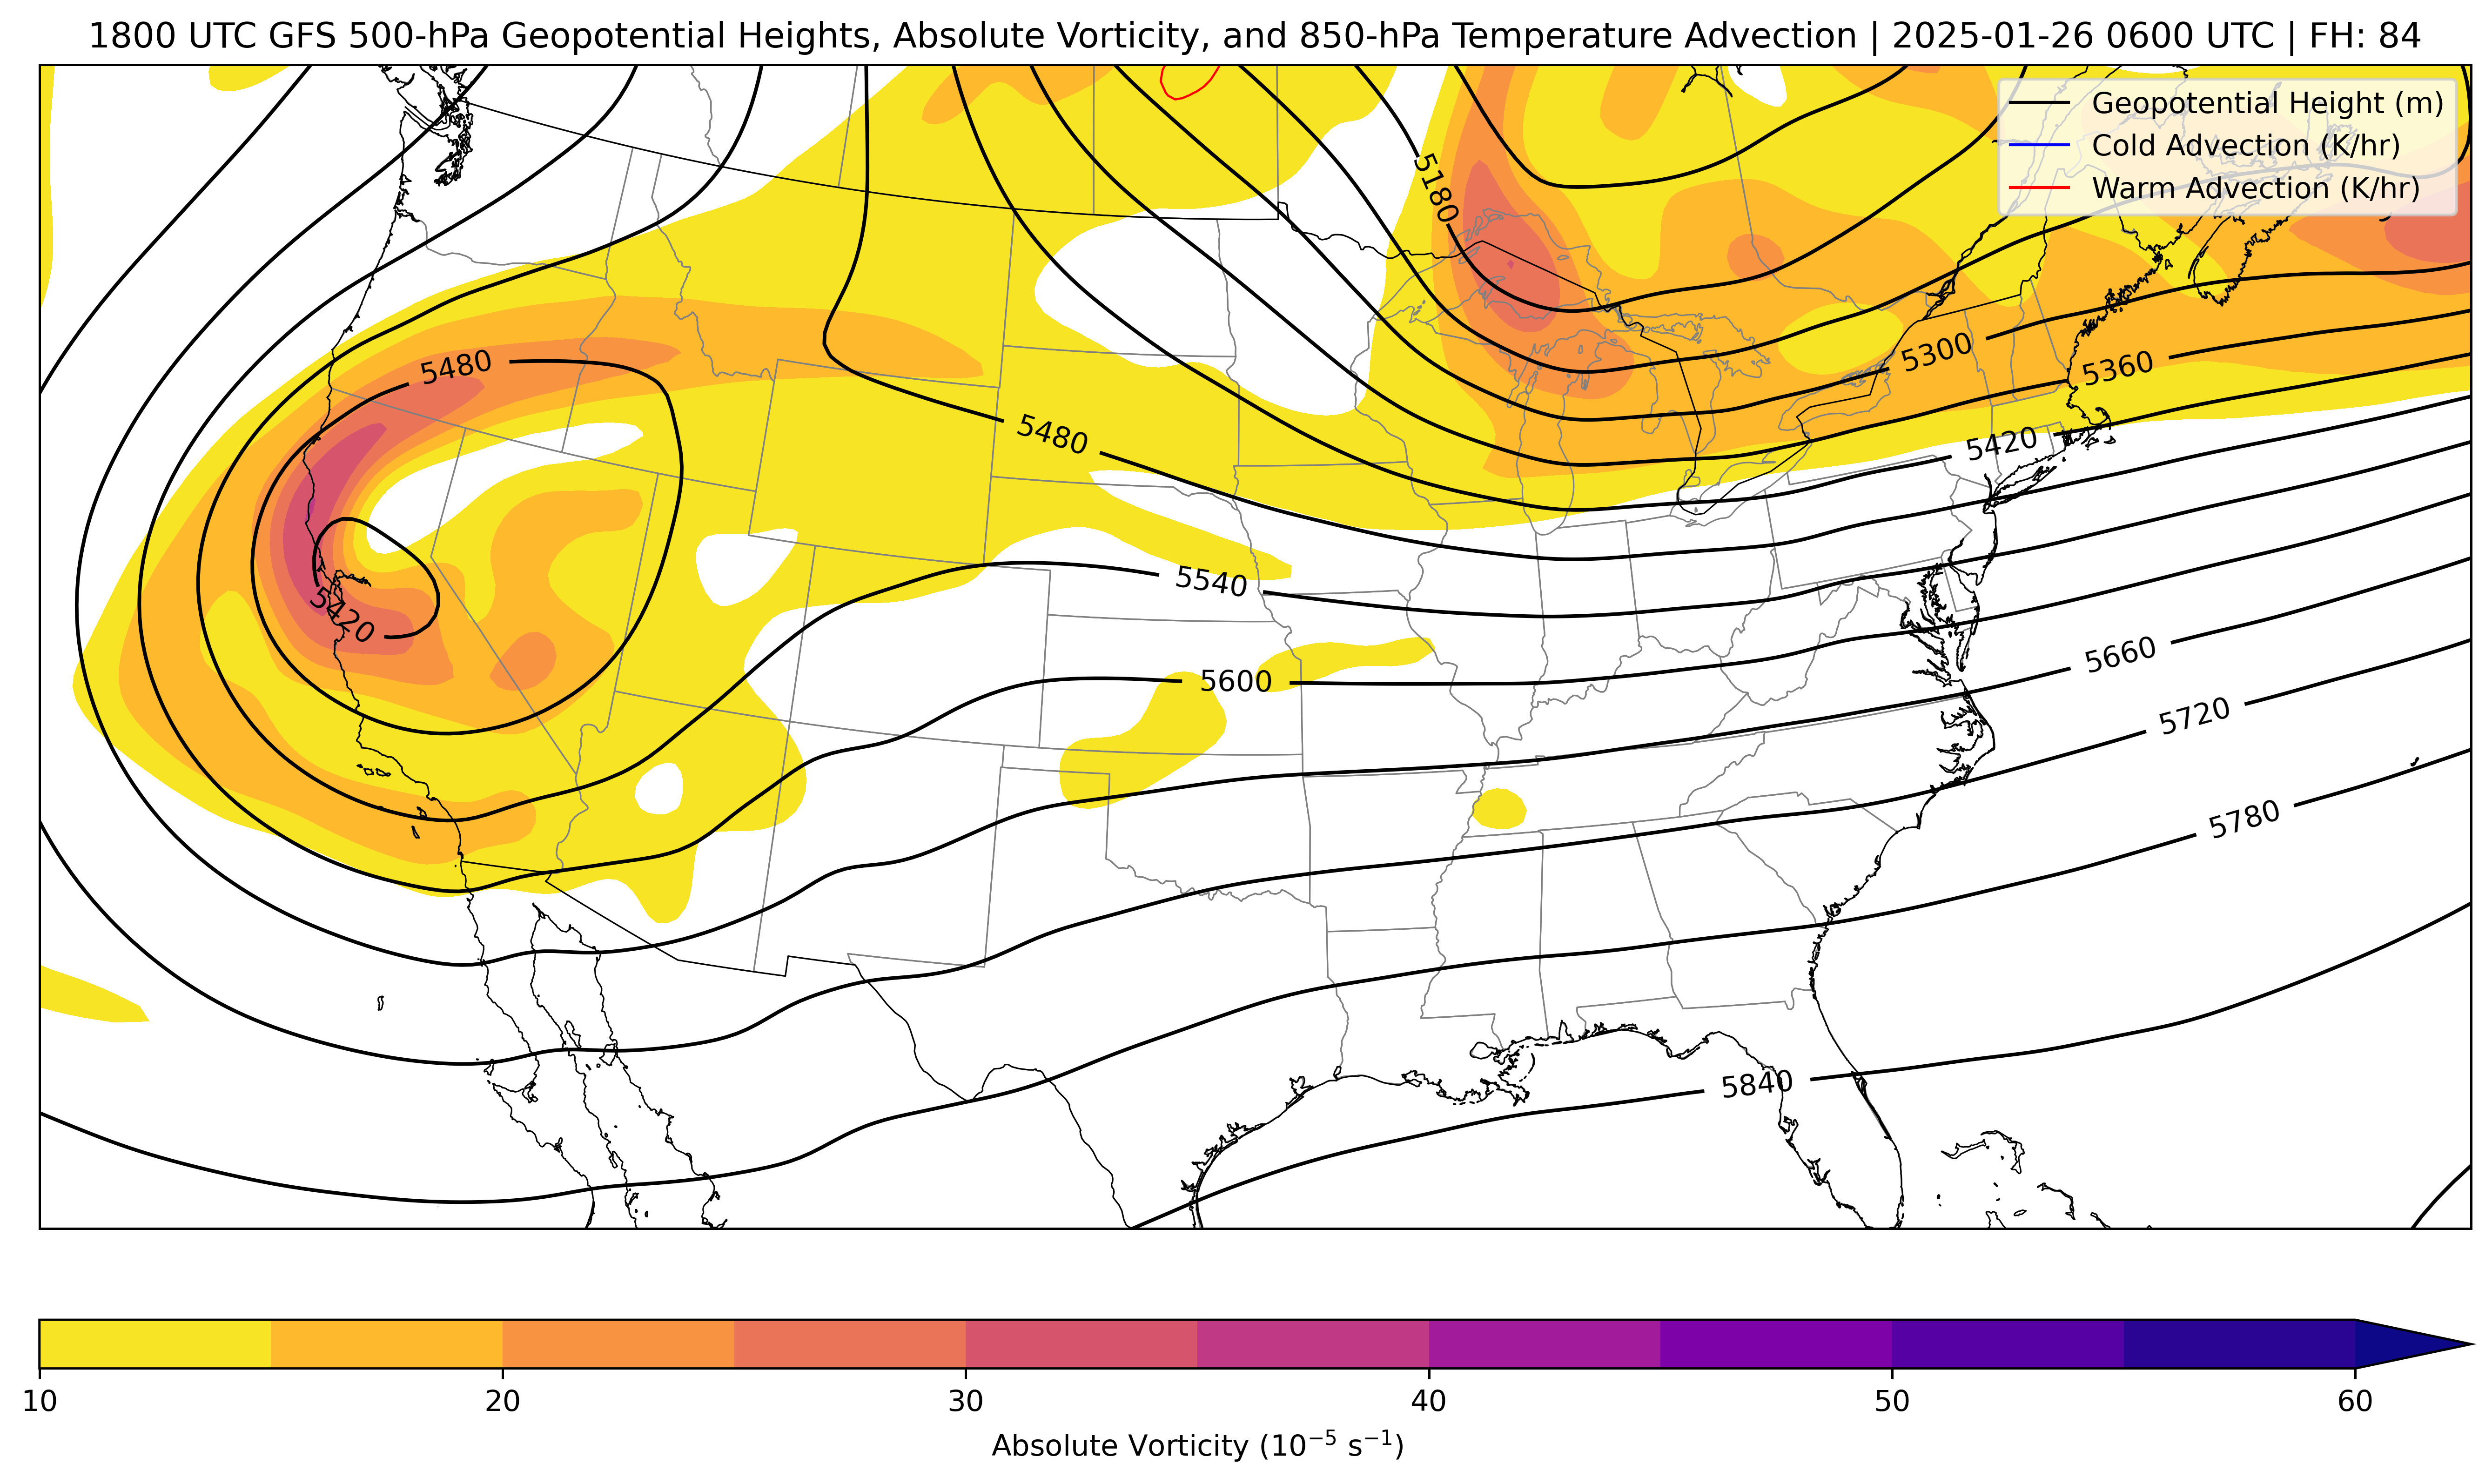 1800 UTC GFS 500-hPa Geopotential Heights, Absolute Vorticity, and 850-hPa Temperature Advection | 2025-01-26 0600 UTC | FH: 84
Geopotential Height (m)
Cold Advection (K/hr)
Warm Advection (K/hr)
5180
5300
5360
5480
5480
5420
5540
5420
5600
5660
5720
5780
5840
10 20 30 40 50 60
Absolute Vorticity (10⁻⁵ s⁻¹)